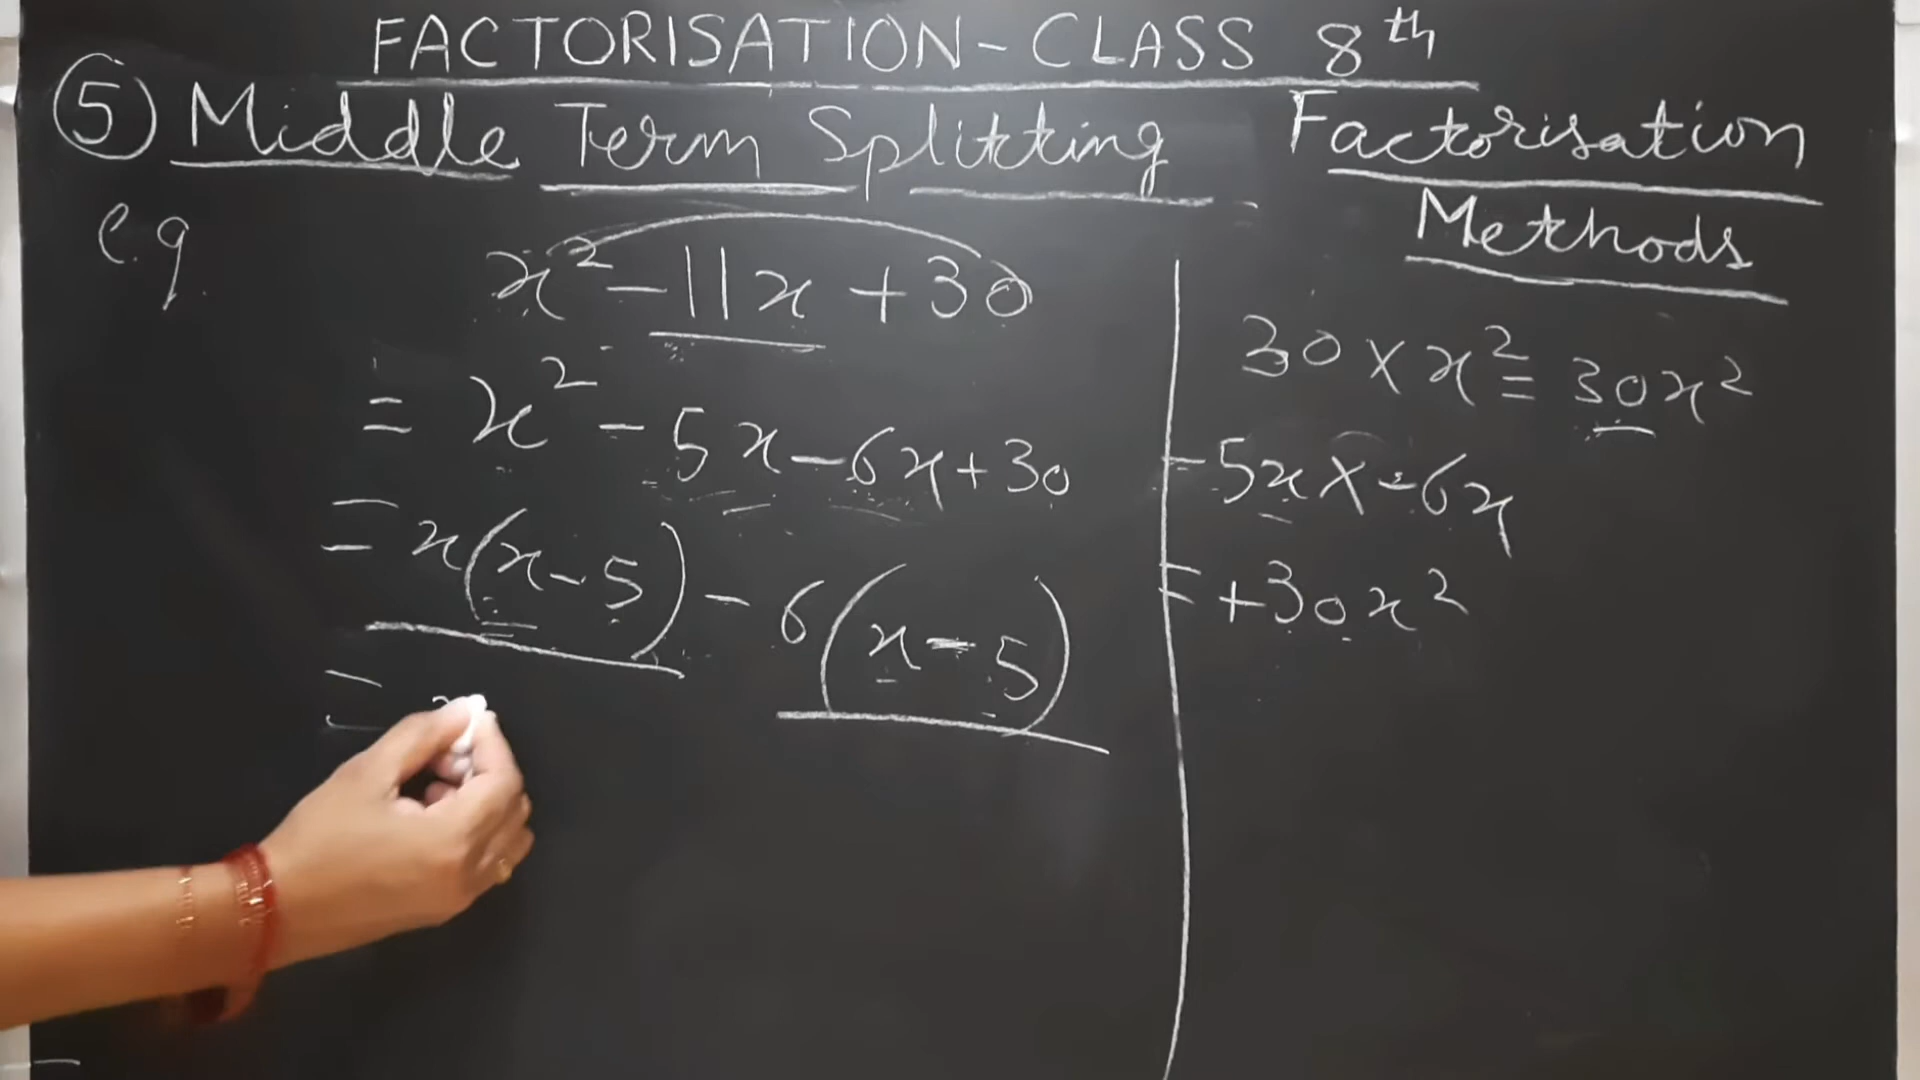 FACTORISATION - CLASS 8th
⑤ Middle Term Splitting
Factorisation
Methods
e.g.
x² - 11x + 30
= x² - 5x - 6x + 30
= x(x - 5) - 6(x - 5)
=
30 × x² = 30x²
-5x × -6x
= +30x²